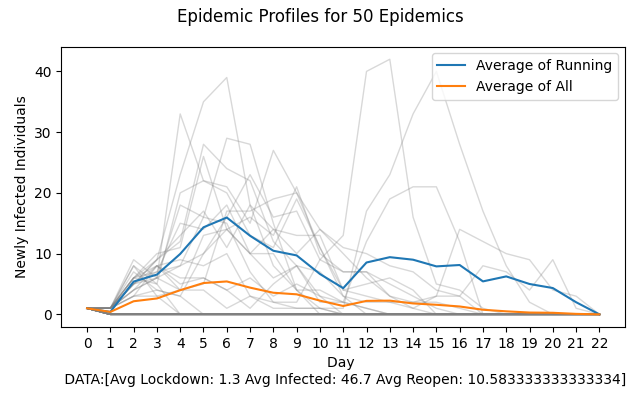 Epidemic Profiles for 50 Epidemics
Newly Infected Individuals
40
30
20
10
0
Average of Running
Average of All
0 1 2 3 4 5 6 7 8 9 10 11 12 13 14 15 16 17 18 19 20 21 22
Day
DATA:[Avg Lockdown: 1.3 Avg Infected: 46.7 Avg Reopen: 10.583333333333334]